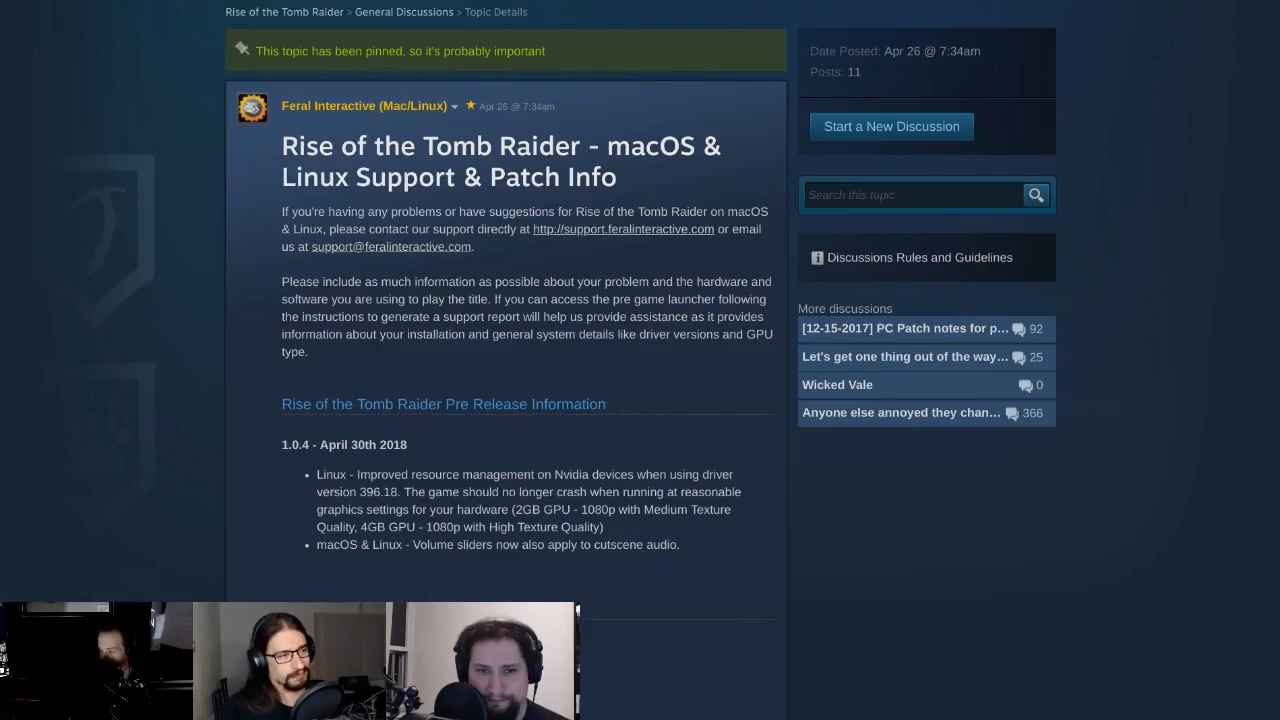 Rise of the Tomb Raider > General Discussions > Topic Details
This topic has been pinned, so it's probably important
Feral Interactive (Mac/Linux) Apr 26 @ 7:34am
Rise of the Tomb Raider - macOS &
Linux Support & Patch Info
If you're having any problems or have suggestions for Rise of the Tomb Raider on macOS
& Linux, please contact our support directly at http://support.feralinteractive.com or email
us at support@feralinteractive.com.
Please include as much information as possible about your problem and the hardware and
software you are using to play the title. If you can access the pre game launcher following
the instructions to generate a support report will help us provide assistance as it provides
information about your installation and general system details like driver versions and GPU
type.
Rise of the Tomb Raider Pre Release Information
1.0.4 - April 30th 2018
• Linux - Improved resource management on Nvidia devices when using driver
version 396.18. The game should no longer crash when running at reasonable
graphics settings for your hardware (2GB GPU - 1080p with Medium Texture
Quality, 4GB GPU - 1080p with High Texture Quality)
• macOS & Linux - Volume sliders now also apply to cutscene audio.
Date Posted: Apr 26 @ 7:34am
Posts: 11
Start a New Discussion
Search this topic
Discussions Rules and Guidelines
More discussions
[12-15-2017] PC Patch notes for p... 92
Let's get one thing out of the way... 25
Wicked Vale 0
Anyone else annoyed they chan... 366